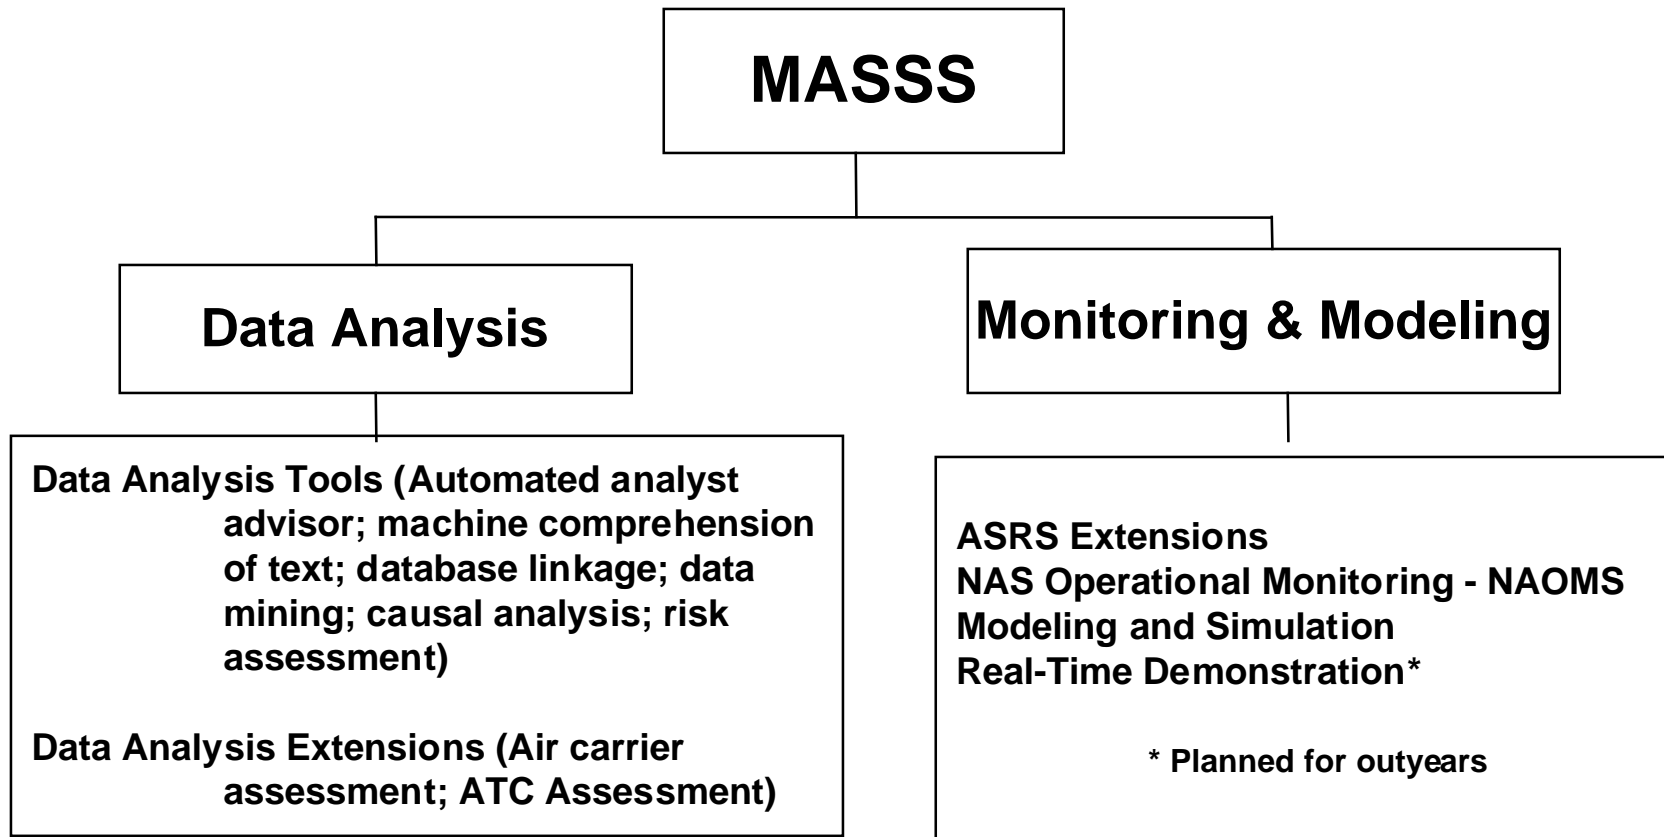 MASSS
Data Analysis
Monitoring & Modeling
Data Analysis Tools (Automated analyst
advisor; machine comprehension
of text; database linkage; data
mining; causal analysis; risk
assessment)
Data Analysis Extensions (Air carrier
assessment; ATC Assessment)
ASRS Extensions
NAS Operational Monitoring - NAOMS
Modeling and Simulation
Real-Time Demonstration*
* Planned for outyears